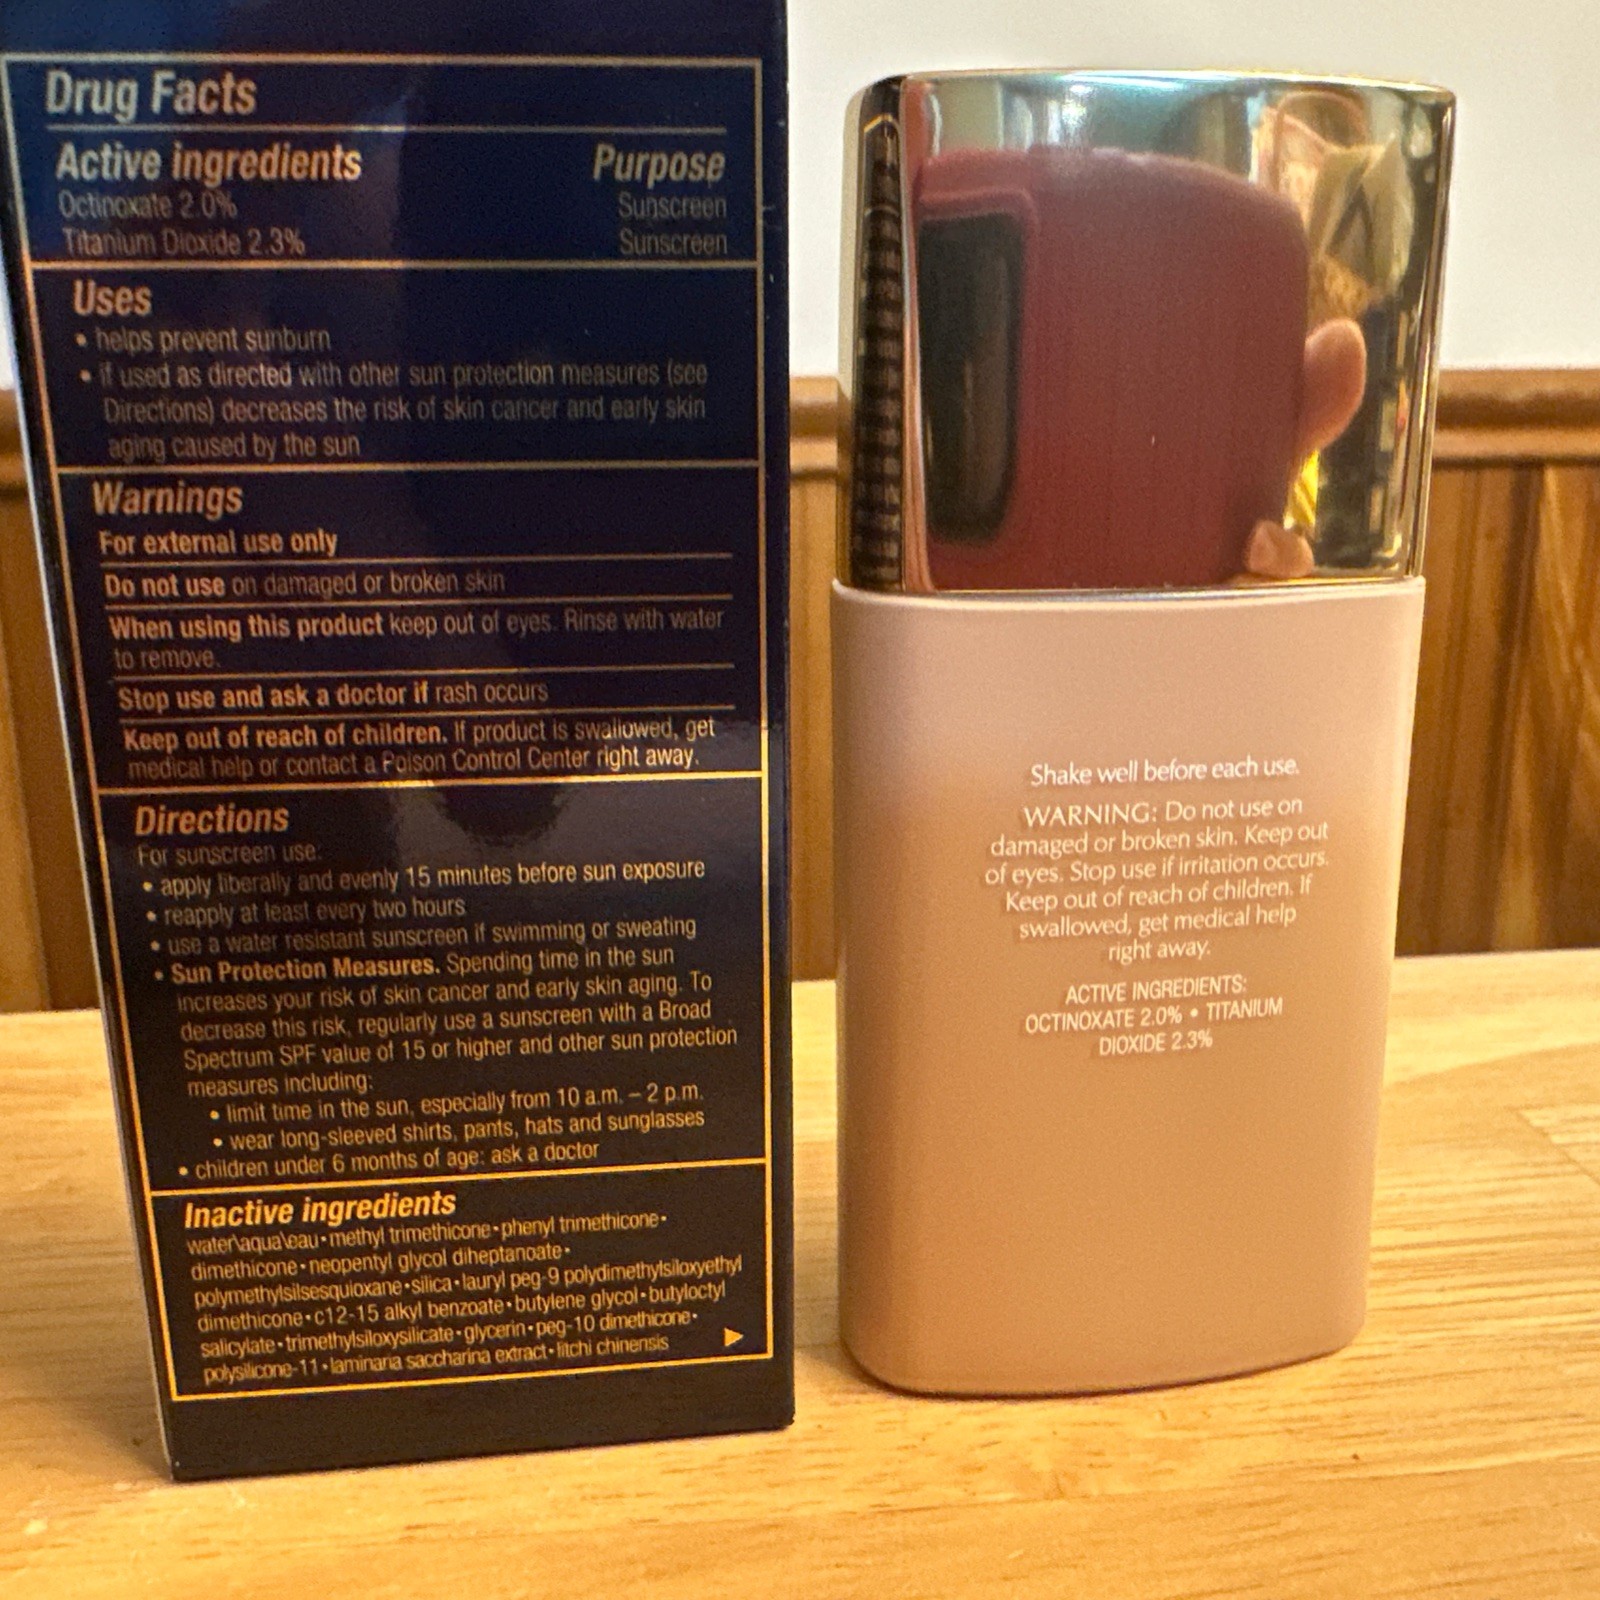 Drug Facts
Active ingredients Purpose
Octinoxate 2.0% Sunscreen
Titanium Dioxide 2.3% Sunscreen
Uses
• helps prevent sunburn
• if used as directed with other sun protection measures (see
Directions) decreases the risk of skin cancer and early skin
aging caused by the sun
Warnings
For external use only
Do not use on damaged or broken skin
When using this product keep out of eyes. Rinse with water
to remove.
Stop use and ask a doctor if rash occurs
Keep out of reach of children. If product is swallowed, get
medical help or contact a Poison Control Center right away.
Directions
For sunscreen use:
• apply liberally and evenly 15 minutes before sun exposure
• reapply at least every two hours
• use a water resistant sunscreen if swimming or sweating
• Sun Protection Measures. Spending time in the sun
increases your risk of skin cancer and early skin aging. To
decrease this risk, regularly use a sunscreen with a Broad
Spectrum SPF value of 15 or higher and other sun protection
measures including:
• limit time in the sun, especially from 10 a.m. – 2 p.m.
• wear long-sleeved shirts, pants, hats and sunglasses
• children under 6 months of age: ask a doctor
Inactive ingredients
water\aqua\eau • methyl trimethicone • phenyl trimethicone •
dimethicone • neopentyl glycol diheptanoate •
polymethylsilsesquioxane • silica • lauryl peg-9 polydimethylsiloxyethyl
dimethicone • c12-15 alkyl benzoate • butylene glycol • butyloctyl
salicylate • trimethylsiloxysilicate • glycerin • peg-10 dimethicone •
polysilicone-11 • laminaria saccharina extract • litchi chinensis
Shake well before each use.
WARNING: Do not use on
damaged or broken skin. Keep out
of eyes. Stop use if irritation occurs.
Keep out of reach of children. If
swallowed, get medical help
right away.
ACTIVE INGREDIENTS:
OCTINOXATE 2.0% • TITANIUM
DIOXIDE 2.3%